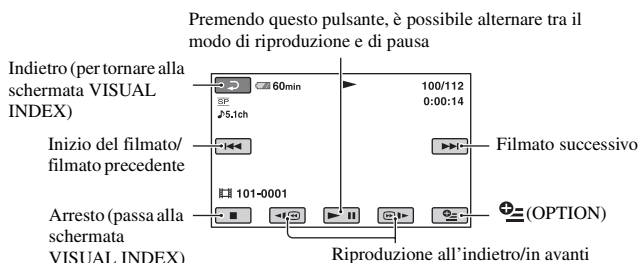 Premendo questo pulsante, è possibile alternare tra il
modo di riproduzione e di pausa
Indietro (per tornare alla
schermata VISUAL
INDEX)
60min
100/112
SP
0:00:14
5.1ch
Inizio del filmato/
filmato precedente
Filmato successivo
101-0001
Arresto (passa alla
schermata
VISUAL INDEX)
(OPTION)
Riproduzione all'indietro/in avanti